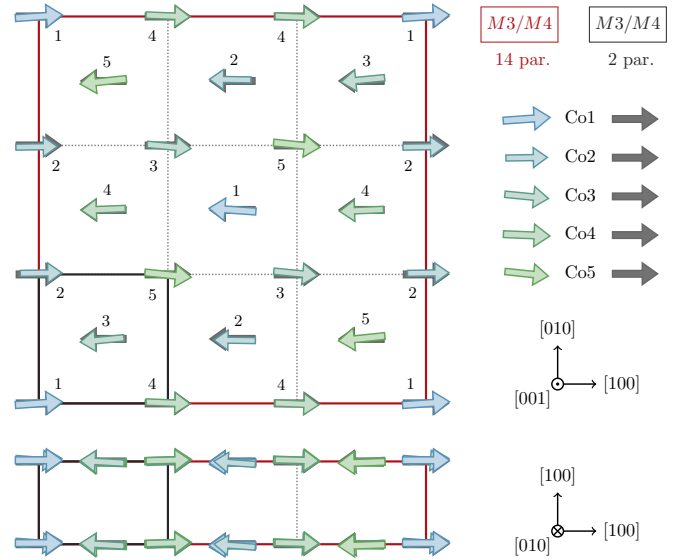 1 4 4 1
5 2 3
2 3 5 2
4 1 4
2 5 3 2
3 2 5
1 4 4 1
M3/M4 M3/M4
14 par. 2 par.
Co1
Co2
Co3
Co4
Co5
[010]
[001] [100]
[100]
[010] [100]